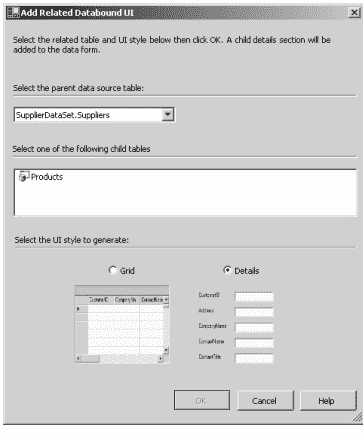 Add Related Databound UI
Select the related table and UI style below then click OK. A child details section will be
added to the data form.
Select the parent data source table:
SupplierDataSet.Suppliers
Select one of the following child tables
Products
Select the UI style to generate:
Grid
Details
CustomerID CompanyNa ContactName
CustomerID
Address
CompanyName
ContactName
ContactTitle
OK
Cancel
Help